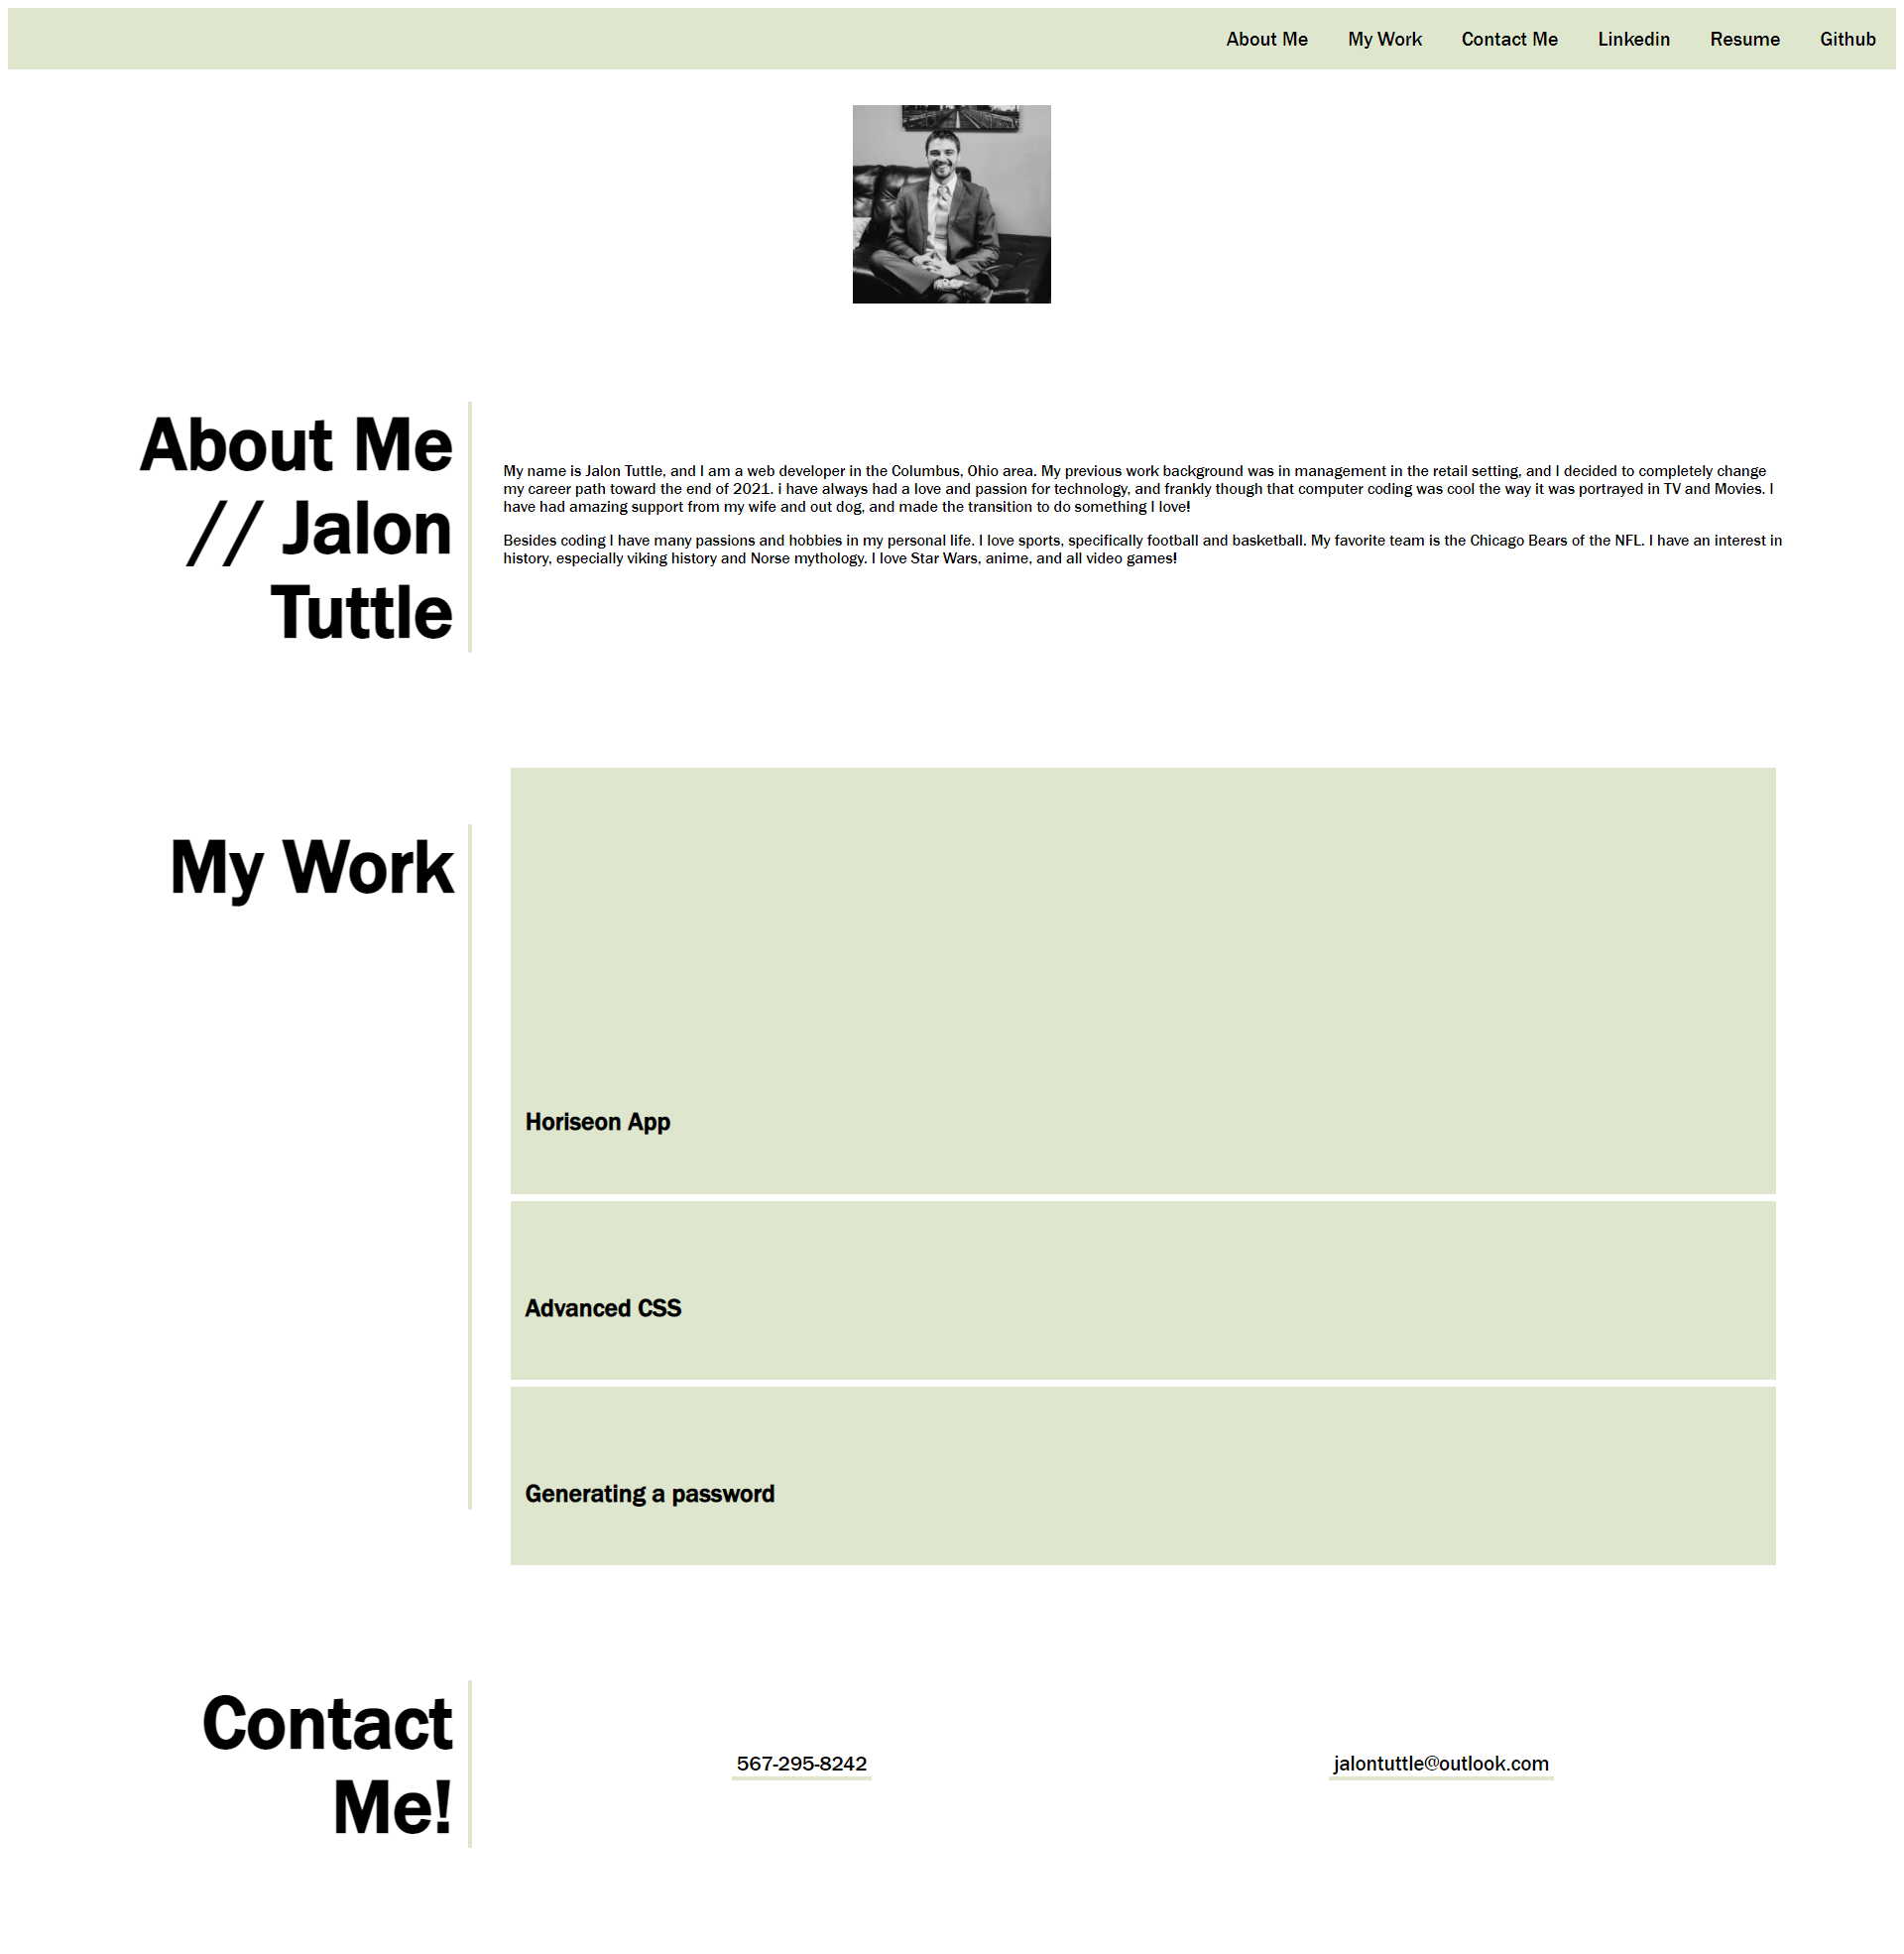 About Me My Work Contact Me Linkedin Resume Github
About Me
// Jalon
Tuttle
My name is Jalon Tuttle, and I am a web developer in the Columbus, Ohio area. My previous work background was in management in the retail setting, and I decided to completely change
my career path toward the end of 2021. i have always had a love and passion for technology, and frankly though that computer coding was cool the way it was portrayed in TV and Movies. I
have had amazing support from my wife and out dog, and made the transition to do something I love!
Besides coding I have many passions and hobbies in my personal life. I love sports, specifically football and basketball. My favorite team is the Chicago Bears of the NFL. I have an interest in
history, especially viking history and Norse mythology. I love Star Wars, anime, and all video games!
My Work
Horiseon App
Advanced CSS
Generating a password
Contact
Me!
567-295-8242
jalontuttle@outlook.com